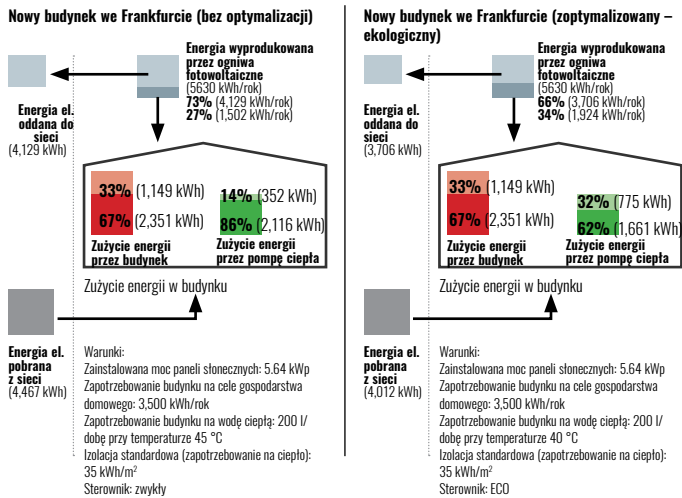 Nowy budynek we Frankfurcie (bez optymalizacji)
Energia wyprodukowana
przez ogniwa
fotowoltaiczne
(5630 kWh/rok)
73% (4,129 kWh/rok)
27% (1,502 kWh/rok)
Energia el.
oddana do
sieci
(4,129 kWh)
33% (1,149 kWh)
67% (2,351 kWh)
Zużycie energii
przez budynek
14% (352 kWh)
86% (2,116 kWh)
Zużycie energii
przez pompę ciepła
Zużycie energii w budynku
Energia el.
pobrana
z sieci
(4,467 kWh)
Warunki:
Zainstalowana moc paneli słonecznych: 5.64 kWp
Zapotrzebowanie budynku na cele gospodarstwa
domowego: 3,500 kWh/rok
Zapotrzebowanie budynku na wodę ciepłą: 200 l/
dobę przy temperaturze 45 °C
Izolacja standardowa (zapotrzebowanie na ciepło):
35 kWh/m²
Sterownik: zwykły
Nowy budynek we Frankfurcie (zoptymalizowany –
ekologiczny)
Energia wyprodukowana
przez ogniwa
fotowoltaiczne
(5630 kWh/rok)
66% (3,706 kWh/rok)
34% (1,924 kWh/rok)
Energia el.
oddana do
sieci
(3,706 kWh)
33% (1,149 kWh)
67% (2,351 kWh)
Zużycie energii
przez budynek
32% (775 kWh)
62% (1,661 kWh)
Zużycie energii
przez pompę ciepła
Zużycie energii w budynku
Energia el.
pobrana
z sieci
(4,012 kWh)
Warunki:
Zainstalowana moc paneli słonecznych: 5.64 kWp
Zapotrzebowanie budynku na cele gospodarstwa
domowego: 3,500 kWh/rok
Zapotrzebowanie budynku na wodę ciepłą: 200 l/
dobę przy temperaturze 40 °C
Izolacja standardowa (zapotrzebowanie na ciepło):
35 kWh/m²
Sterownik: ECO